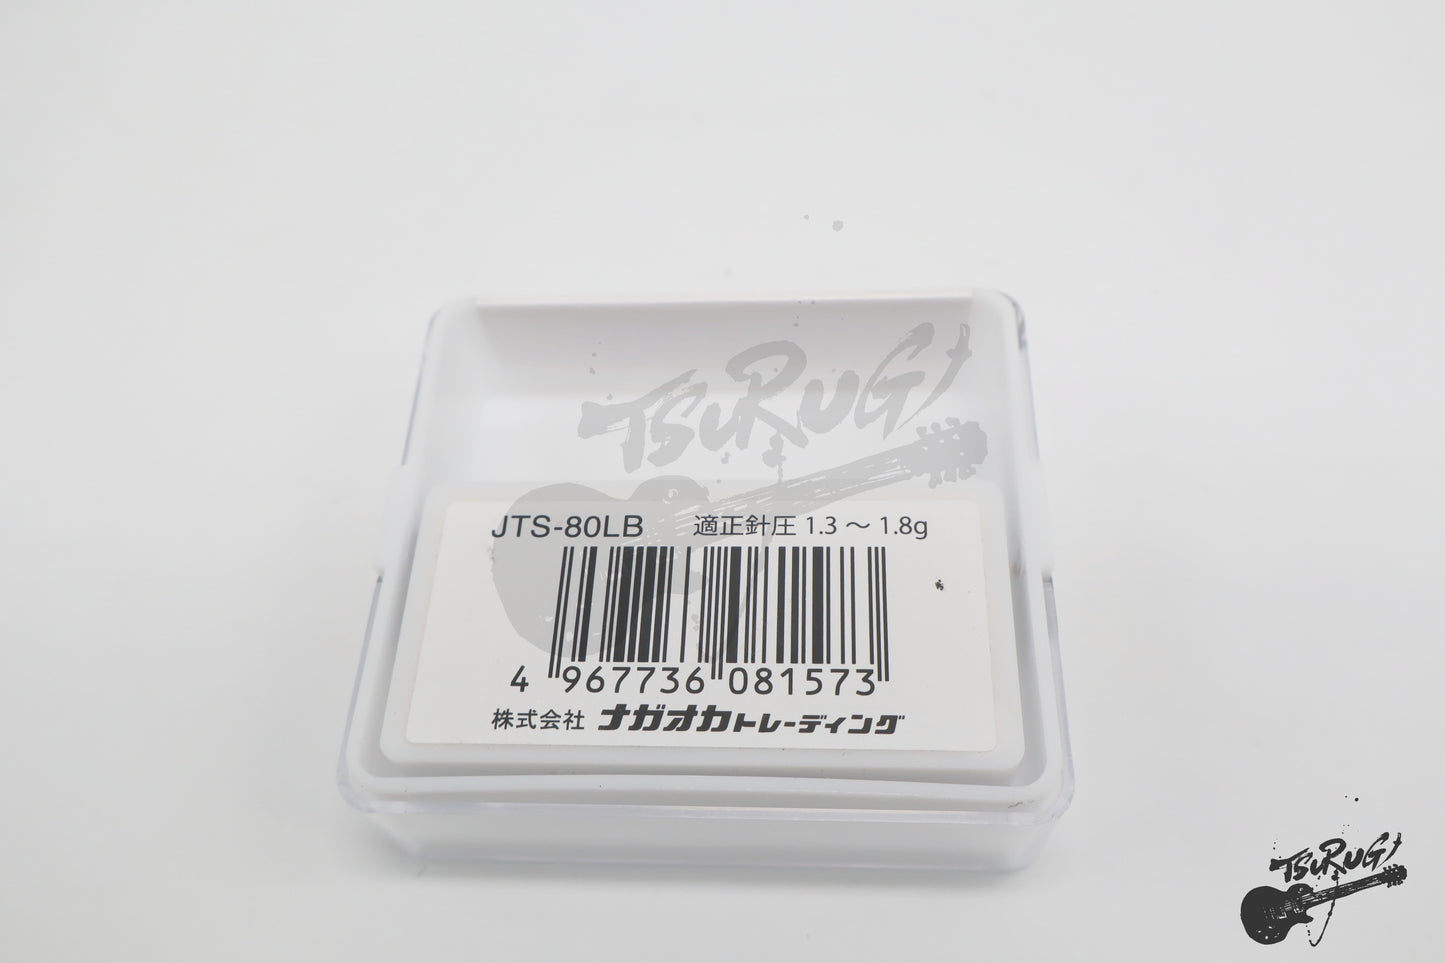 TSURUGI
JTS-80LB 適正針圧 1.3 ～ 1.8g
4 967736 081573
株式会社 ナガオカトレーディング
TSURUGI